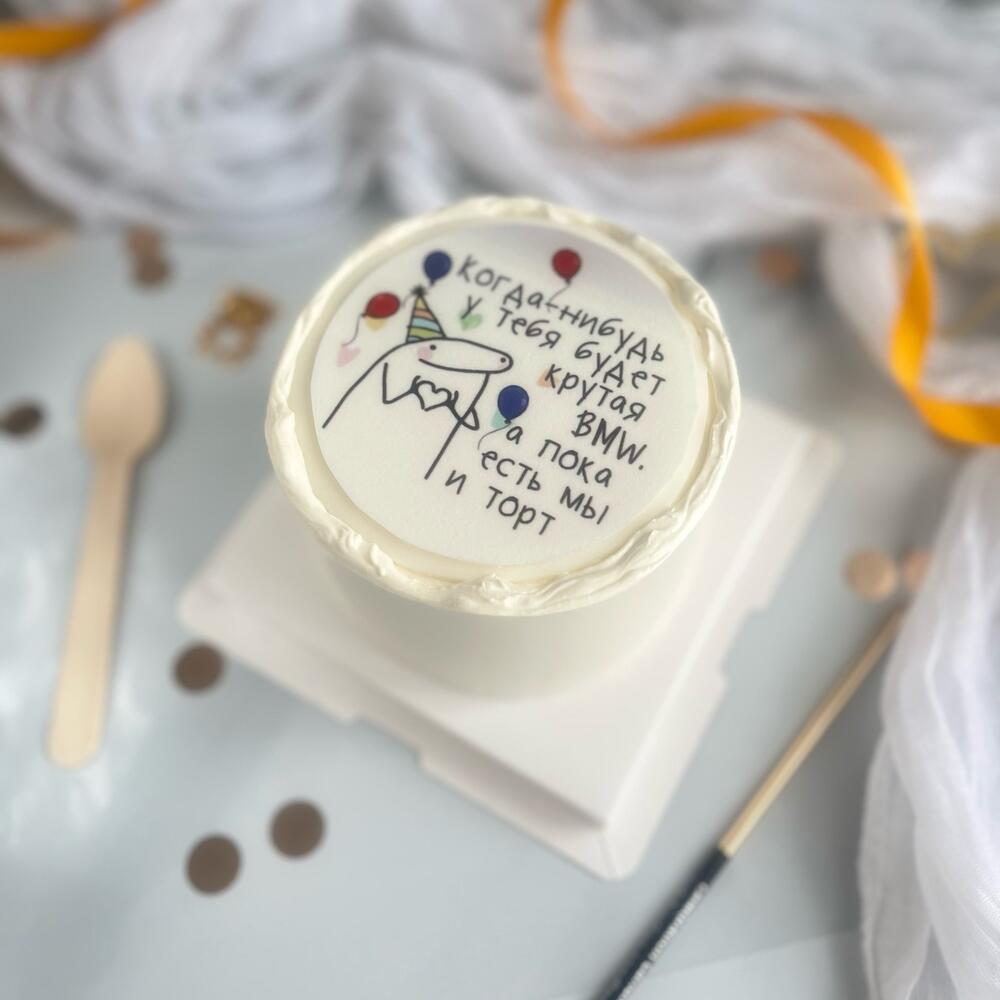 Когда-нибудь
у тебя будет
крутая
BMW.
а пока
есть мы
и торт